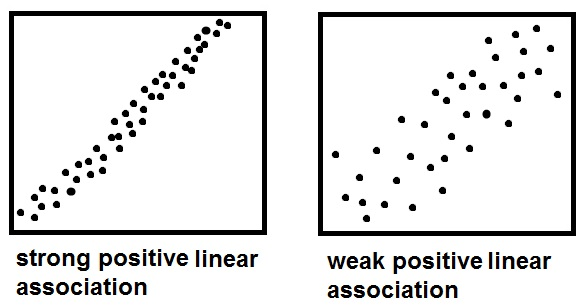 strong positive linear
association
weak positive linear
association